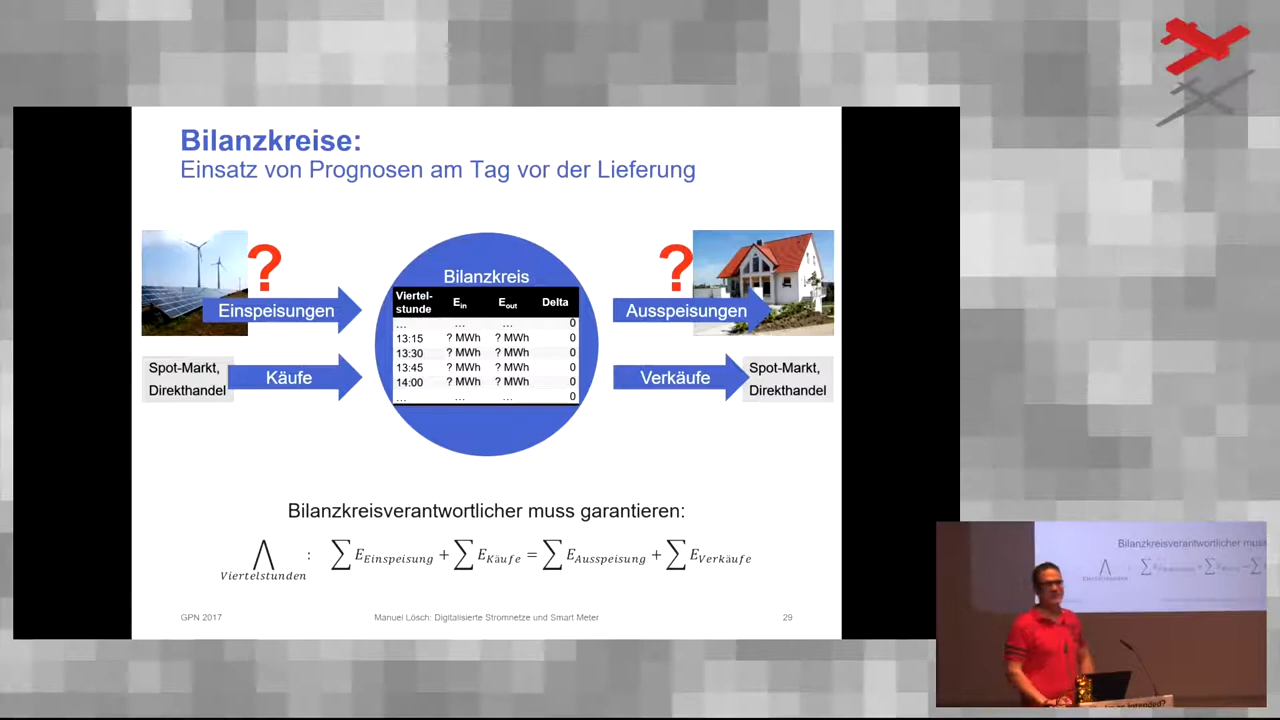 Bilanzkreise:
Einsatz von Prognosen am Tag vor der Lieferung
?
?
Einspeisungen
Spot-Markt,
Direkthandel
Käufe
Bilanzkreis
Viertel-
stunde E_in E_out Delta
... ... ... 0
13:15 ? MWh ? MWh 0
13:30 ? MWh ? MWh 0
13:45 ? MWh ? MWh 0
14:00 ? MWh ? MWh 0
... ... ... 0
Ausspeisungen
Verkäufe
Spot-Markt,
Direkthandel
Bilanzkreisverantwortlicher muss garantieren:
⋀ : ∑ E_Einspeisung + ∑ E_Käufe = ∑ E_Ausspeisung + ∑ E_Verkäufe
Viertelstunden
GPN 2017 Manuel Lösch: Digitalisierte Stromnetze und Smart Meter 29
Bilanzkreisverantwortlicher muss
intended?